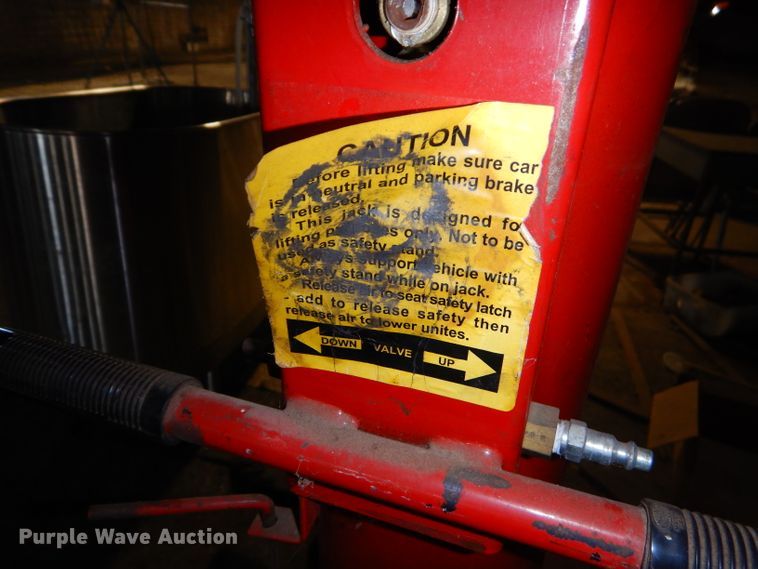 CAUTION
Before lifting make sure car
is in neutral and parking brake
is released.
This jack is designed fo
lifting purposes only. Not to be
used as safety stand.
Always support vehicle with
a safety stand while on jack.
Release air to seat safety latch
- add to release safety then
release air to lower unites.
DOWN VALVE UP
Purple Wave Auction